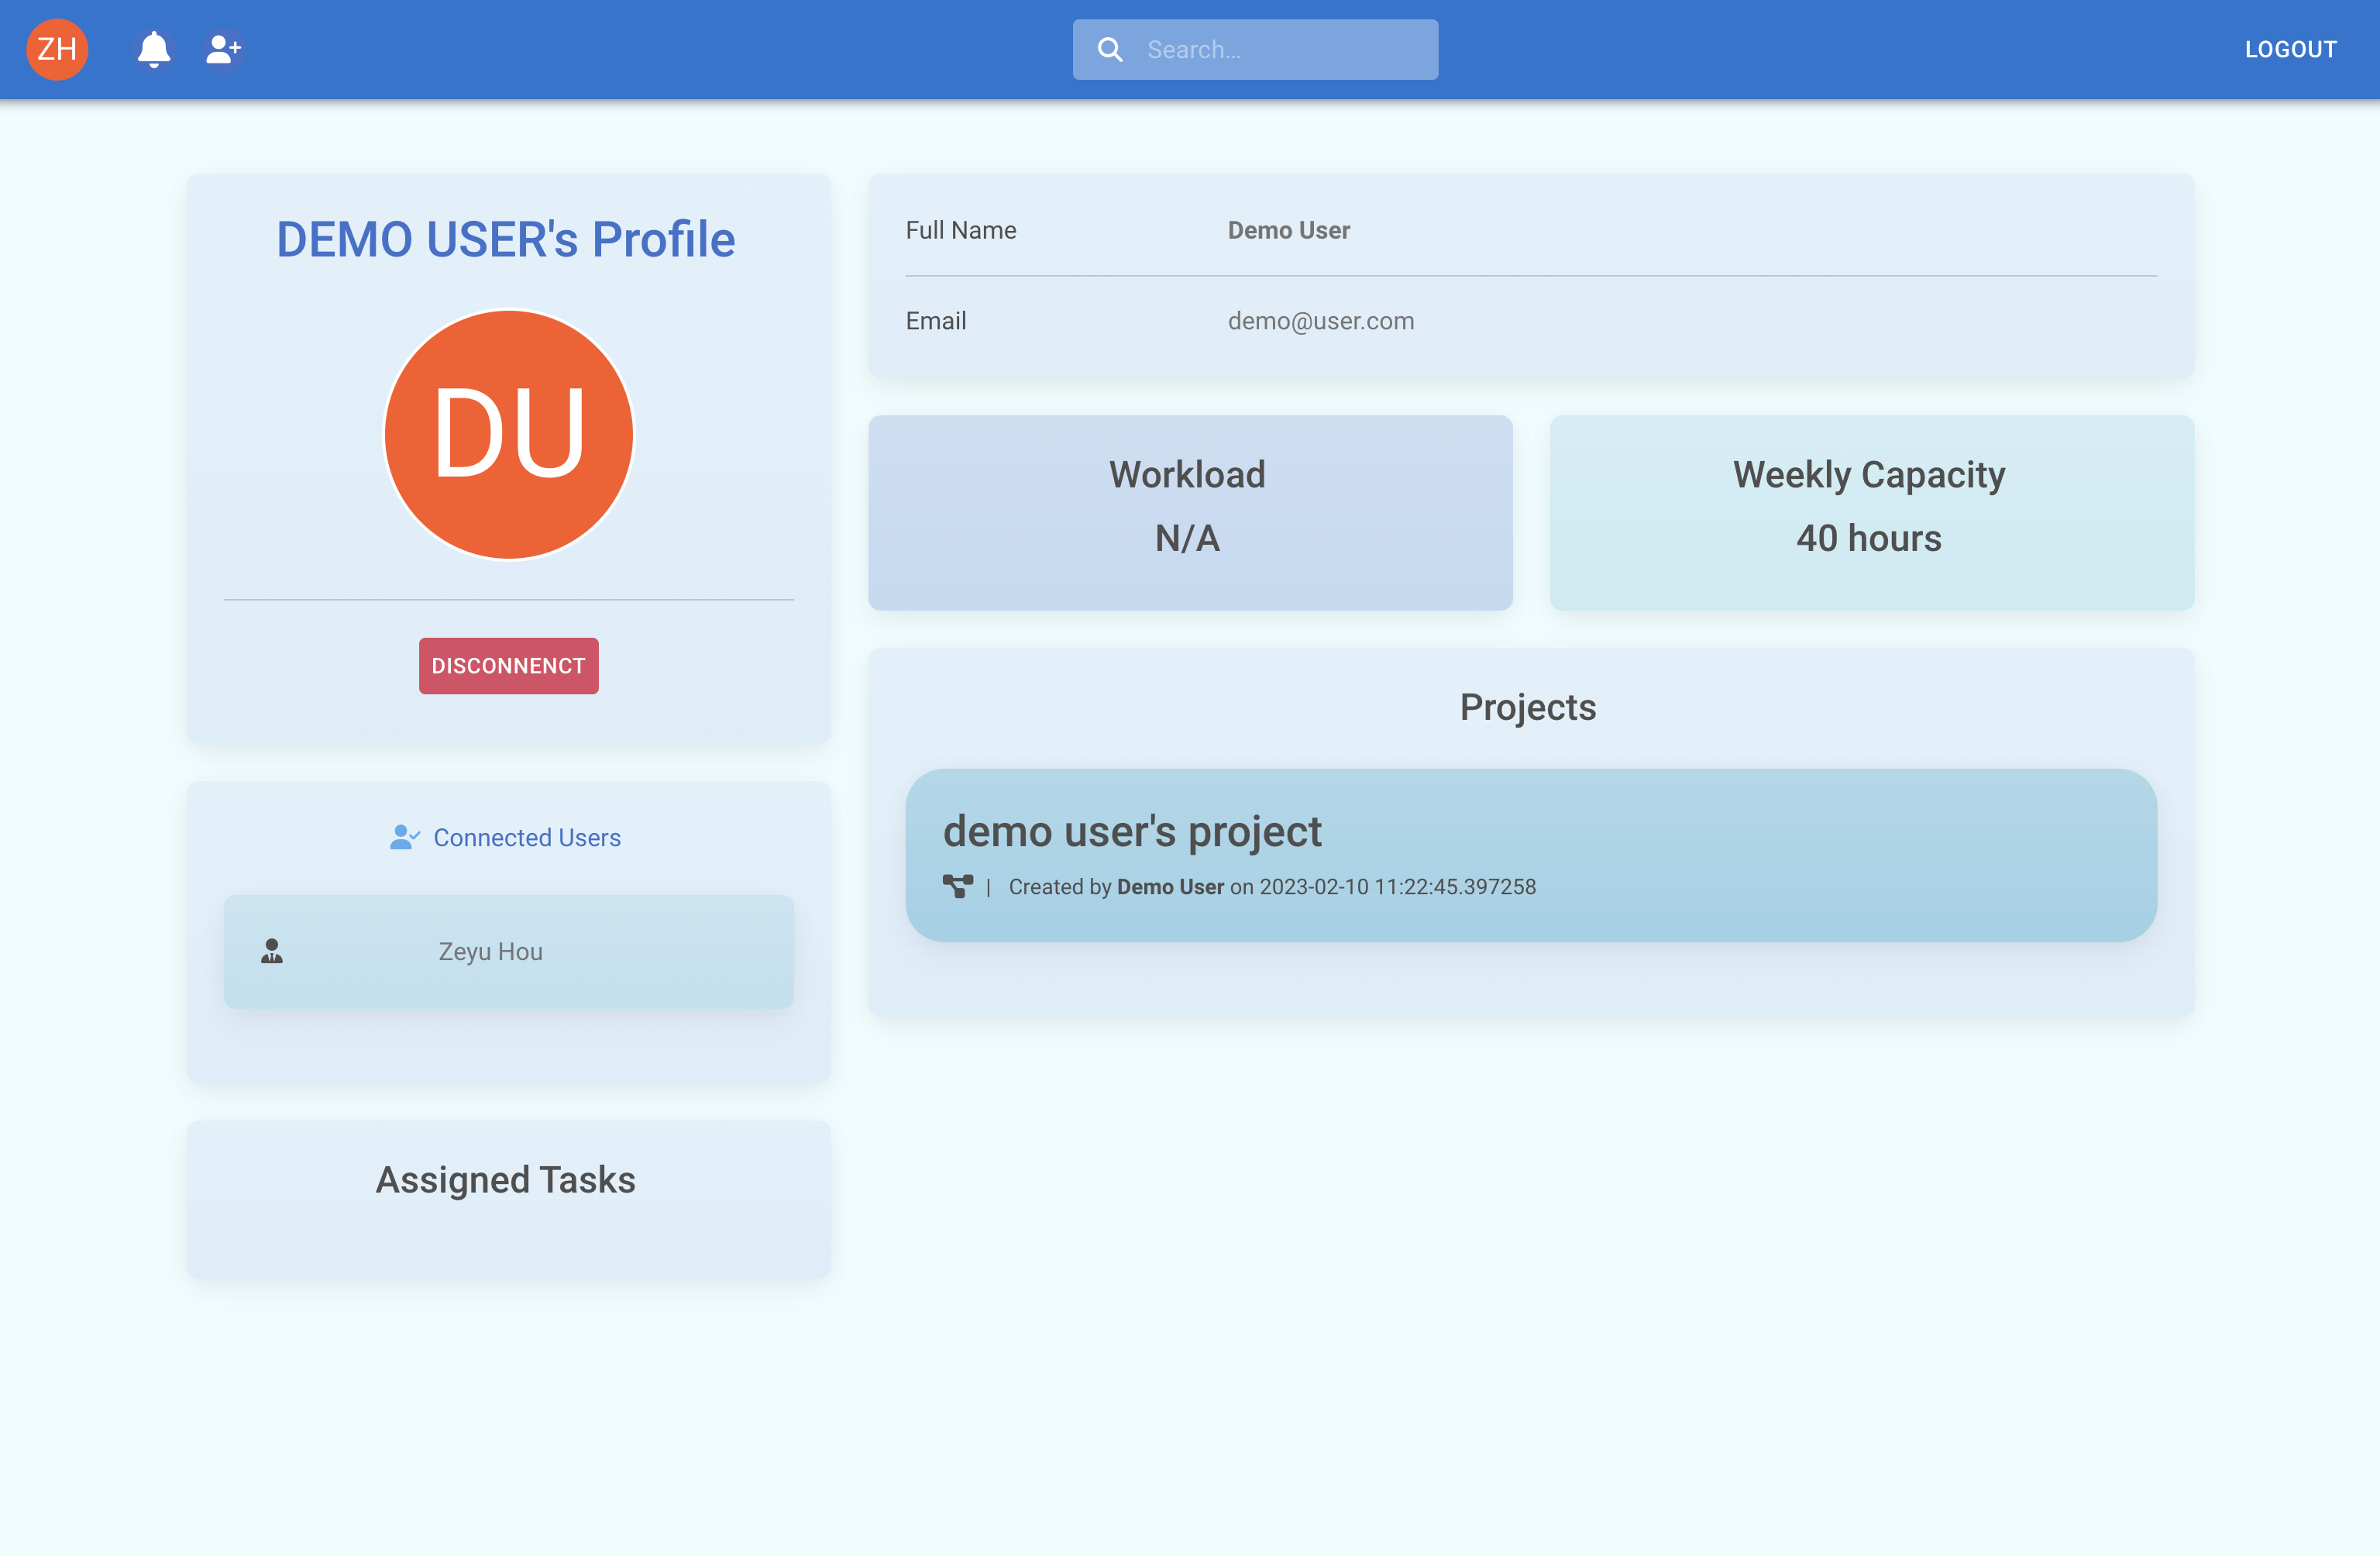 ZH
Search...
LOGOUT
DEMO USER's Profile
DU
DISCONNENCT
Connected Users
Zeyu Hou
Assigned Tasks
Full Name Demo User
Email demo@user.com
Workload
N/A
Weekly Capacity
40 hours
Projects
demo user's project
| Created by Demo User on 2023-02-10 11:22:45.397258